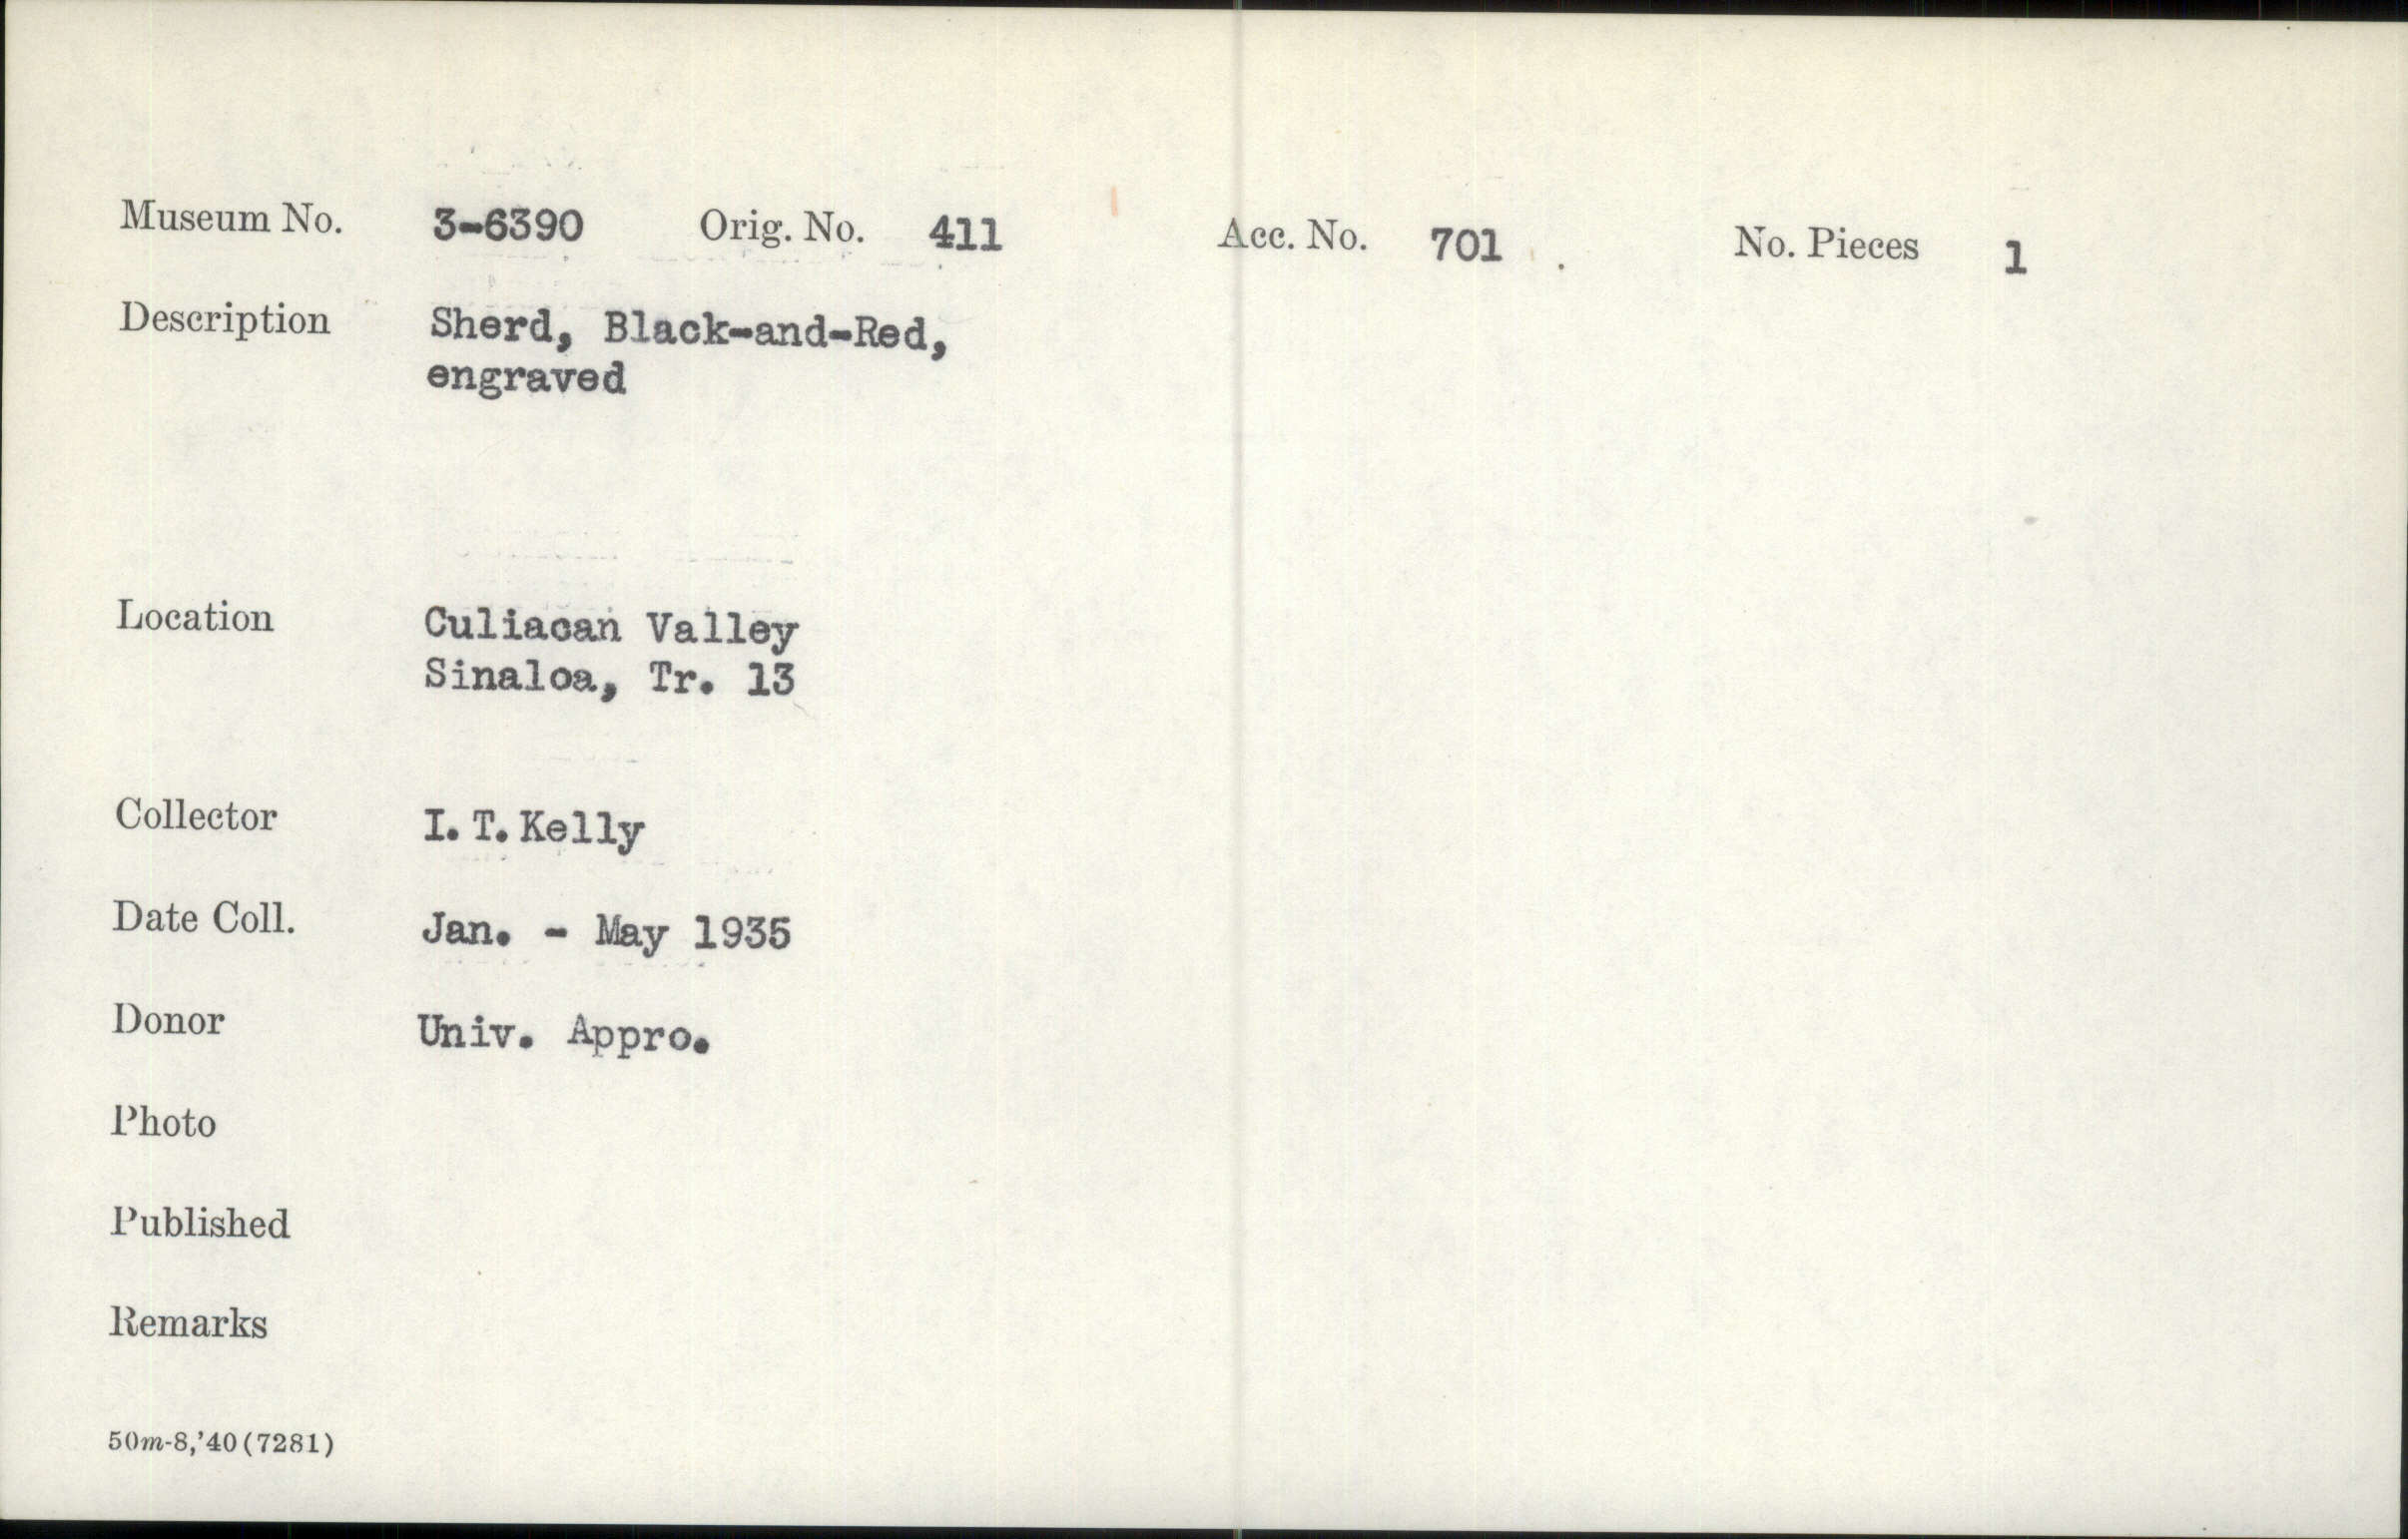 Museum No. 3-6390 Orig. No. 411 Acc. No. 701 No. Pieces 1
Description Sherd, Black-and-Red,
engraved
Location Culiacan Valley
Sinaloa, Tr. 13
Collector I. T. Kelly
Date Coll. Jan. - May 1935
Donor Univ. Appro.
Photo
Published
Remarks
50m-8,'40(7281)